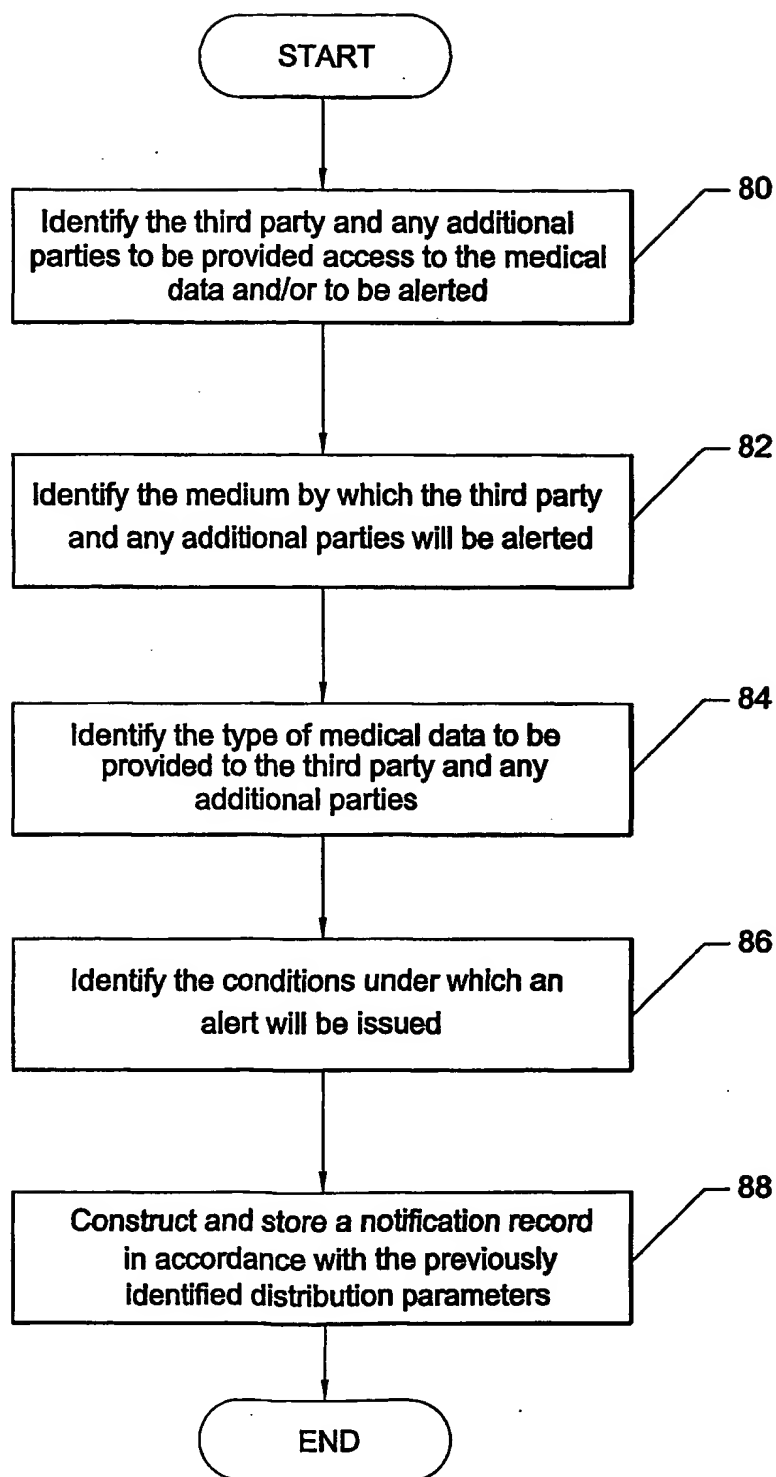 START
80
Identify the third party and any additional
parties to be provided access to the medical
data and/or to be alerted
82
Identify the medium by which the third party
and any additional parties will be alerted
84
Identify the type of medical data to be
provided to the third party and any
additional parties
86
Identify the conditions under which an
alert will be issued
88
Construct and store a notification record
in accordance with the previously
identified distribution parameters
END